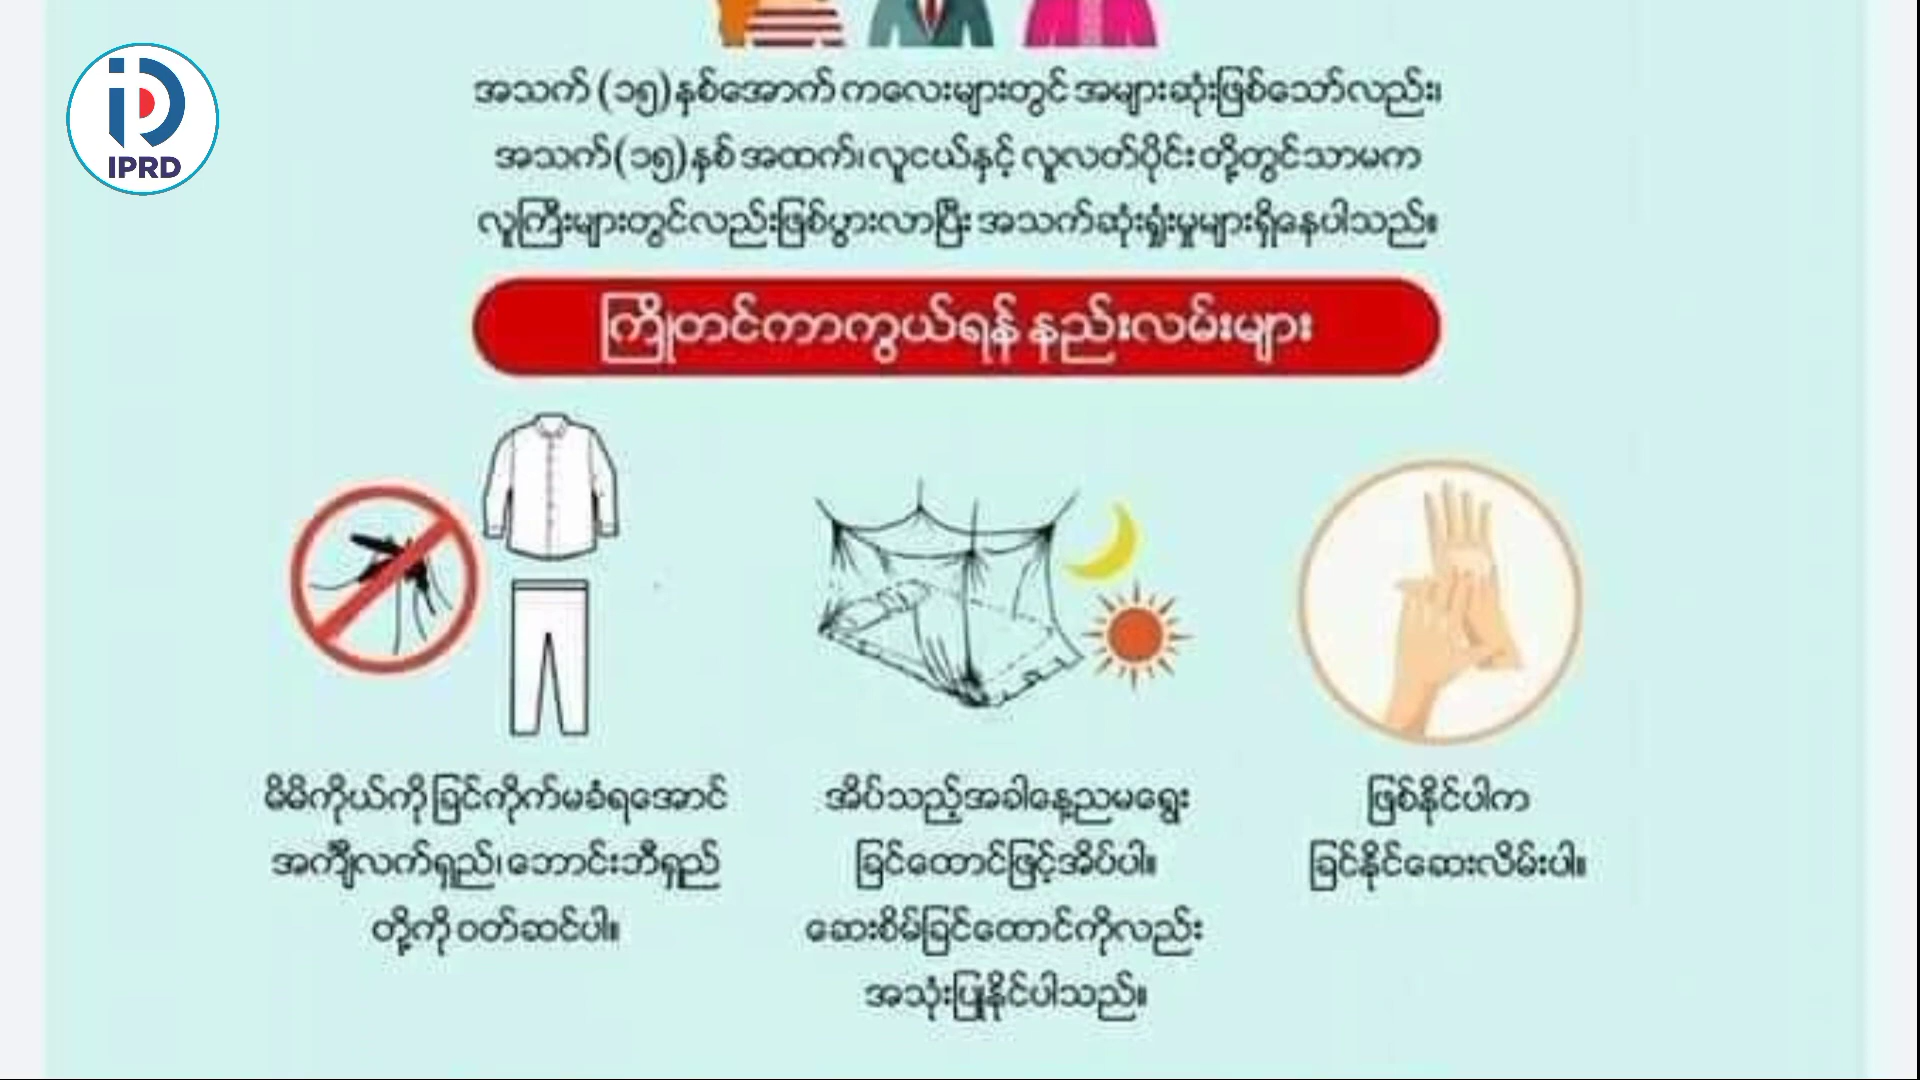 IPRD
အသက် (၁၅) နှစ်အောက် ကလေးများတွင် အများဆုံးဖြစ်သော်လည်း၊
အသက် (၁၅) နှစ် အထက်၊ လူငယ်နှင့် လူလတ်ပိုင်း တို့တွင်သာမက
လူကြီးများတွင်လည်းဖြစ်ပွားလာပြီး အသက်ဆုံးရှုံးမှုများရှိနေပါသည်။
ကြိုတင်ကာကွယ်ရန် နည်းလမ်းများ
မိမိကိုယ်ကို ခြင်ကိုက်မခံရအောင်
အင်္ကျီလက်ရှည်၊ ဘောင်းဘီရှည်
တို့ကို ဝတ်ဆင်ပါ။
အိပ်သည့်အခါနေ့ညမရွေး
ခြင်ထောင်ဖြင့်အိပ်ပါ။
ဆေးစိမ်ခြင်ထောင်ကိုလည်း
အသုံးပြုနိုင်ပါသည်။
ဖြစ်နိုင်ပါက
ခြင်နိုင်ဆေးလိမ်းပါ။